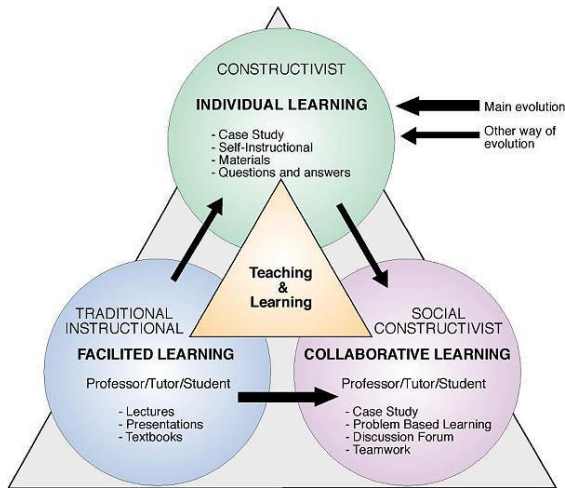 CONSTRUCTIVIST
INDIVIDUAL LEARNING
- Case Study
- Self-Instructional
- Materials
- Questions and answers
Main evolution
Other way of
evolution
Teaching
&
Learning
TRADITIONAL
INSTRUCTIONAL
FACILITED LEARNING
Professor/Tutor/Student
- Lectures
- Presentations
- Textbooks
SOCIAL
CONSTRUCTIVIST
COLLABORATIVE LEARNING
Professor/Tutor/Student
- Case Study
- Problem Based Learning
- Discussion Forum
- Teamwork